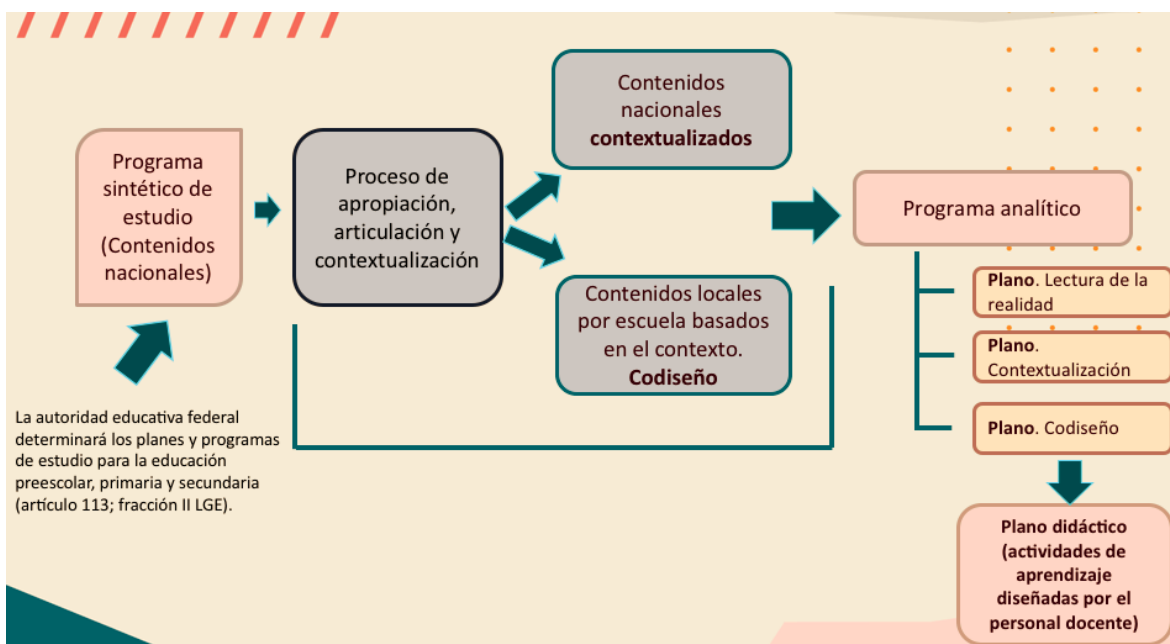 Programa
sintético de
estudio
(Contenidos
nacionales)
La autoridad educativa federal
determinará los planes y programas
de estudio para la educación
preescolar, primaria y secundaria
(artículo 113; fracción II LGE).
Proceso de
apropiación,
articulación y
contextualización
Contenidos
nacionales
contextualizados
Contenidos locales
por escuela basados
en el contexto.
Codiseño
Programa analítico
Plano. Lectura de la
realidad
Plano.
Contextualización
Plano. Codiseño
Plano didáctico
(actividades de
aprendizaje
diseñadas por el
personal docente)